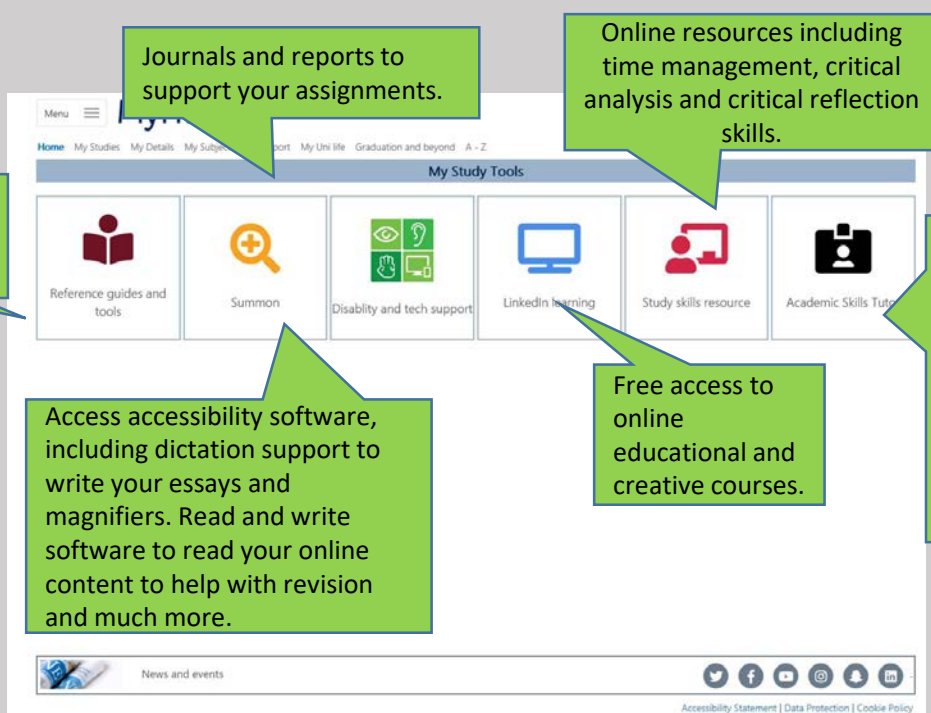 Journals and reports to
support your assignments.
Online resources including
time management, critical
analysis and critical reflection
skills.
Menu
Home My Studies My Details My Uni life Graduation and beyond A - Z
My Study Tools
Reference guides and
tools
Summon
Disablity and tech support
LinkedIn learning
Study skills resource
Academic Skills
Access accessibility software,
including dictation support to
write your essays and
magnifiers. Read and write
software to read your online
content to help with revision
and much more.
Free access to
online
educational and
creative courses.
News and events
Accessibility Statement | Data Protection | Cookie Policy